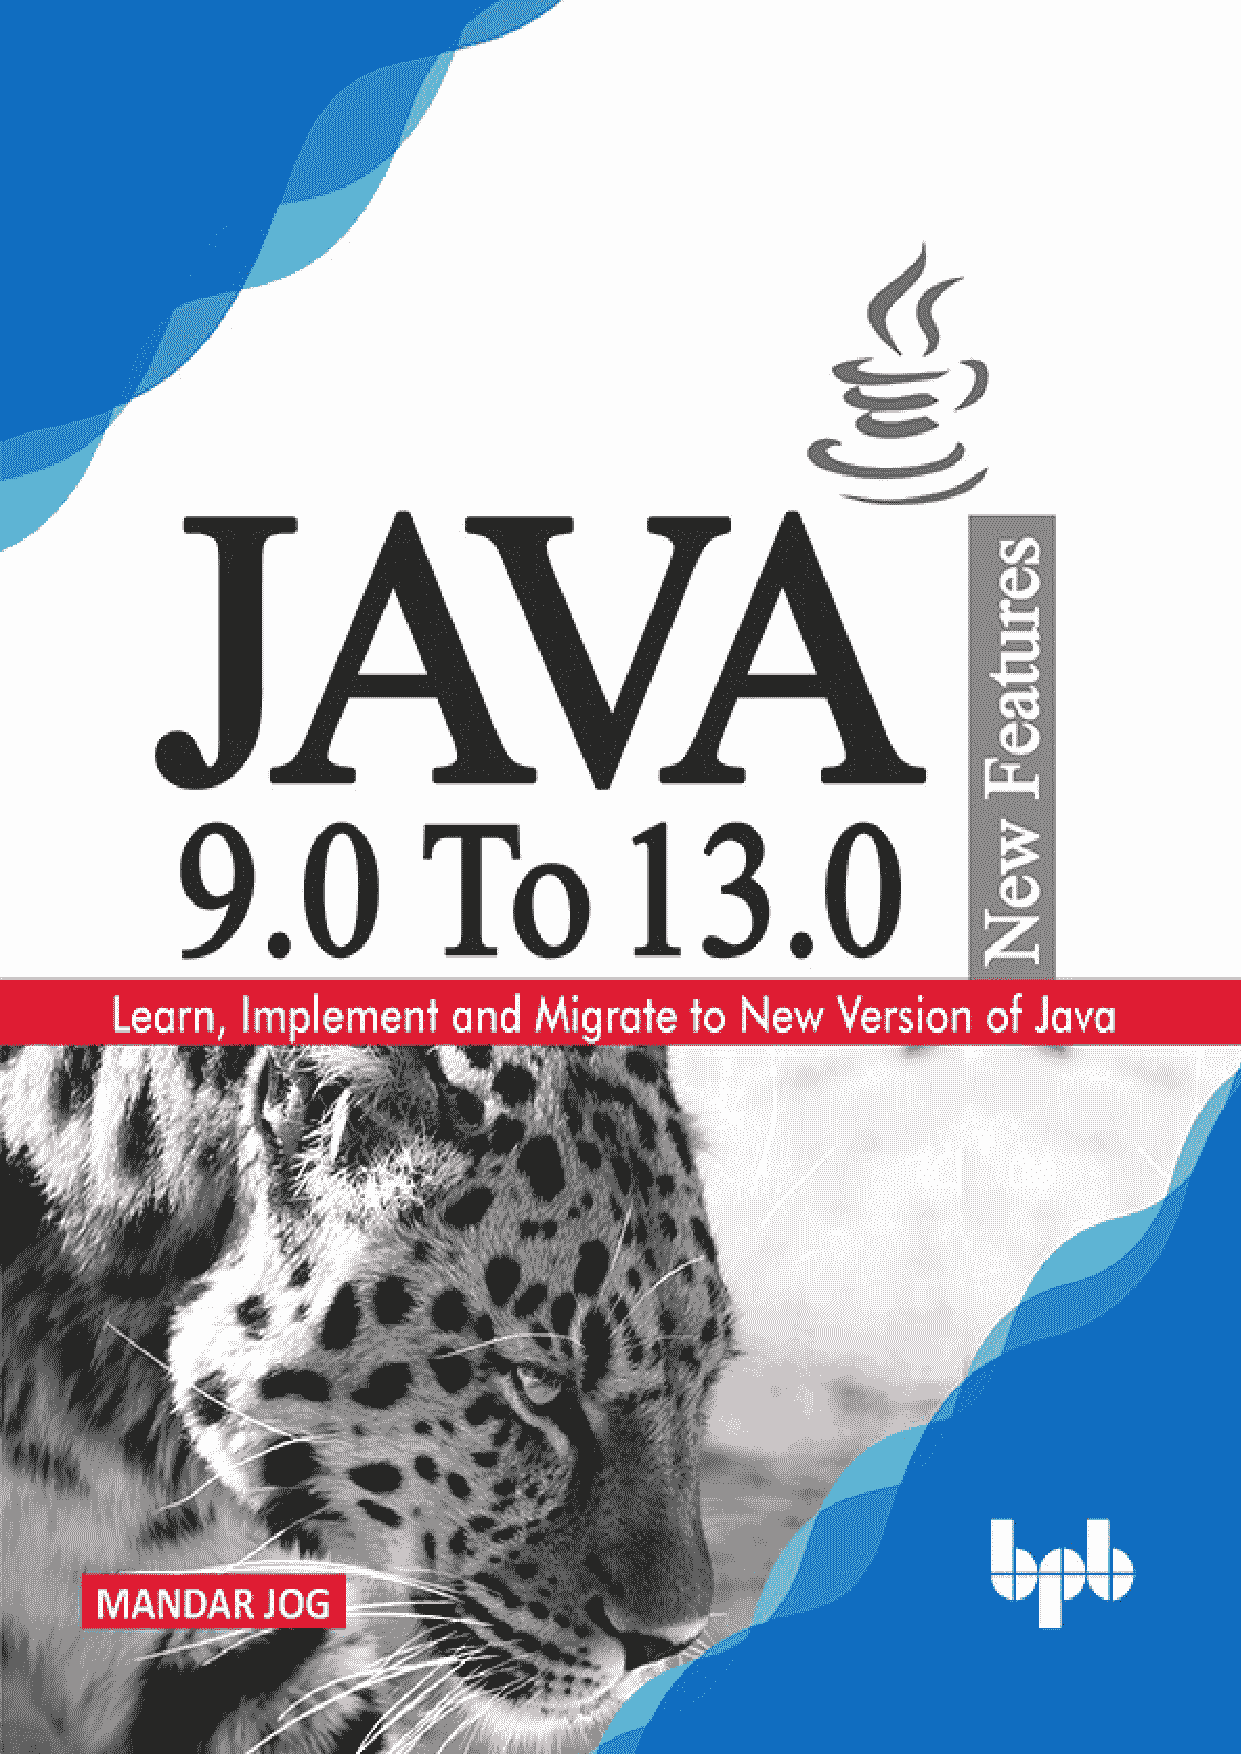 JAVA
9.0 To 13.0
New Features
Learn, Implement and Migrate to New Version of Java
MANDAR JOG
bpb